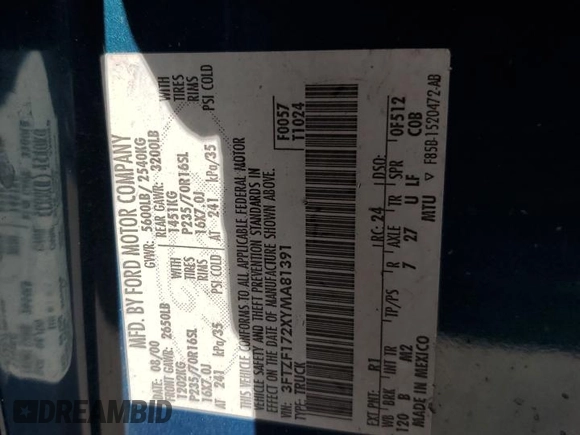 MFD. BY FORD MOTOR COMPANY
DATE: 08/00 GVWR: 5600LB/ 2540KG
FRONT GAWR: 2650LB REAR GAWR: 3200LB
1202KG 1451KG WITH
P235/70R16SL P235/70R16SL TIRES
16X7.0J 16X7.0J RIMS
AT 241 kPa/35 PSI COLD AT 241 kPa/35 PSI COLD
THIS VEHICLE CONFORMS TO ALL APPLICABLE FEDERAL MOTOR
VEHICLE SAFETY AND THEFT PREVENTION STANDARDS IN
EFFECT ON THE DATE OF MANUFACTURE SHOWN ABOVE.
VIN: 3FTZF172XYMA81391 F0057
TYPE: TRUCK T1024
EXT PNT: R1 RC: 24 DSO:
WB BRK INT TR TP/PS R AXLE TR SPR 0F512
120 B M2 7 27 U LF COB
MADE IN MEXICO MTU F85B-1520472-AB
DREAMBID